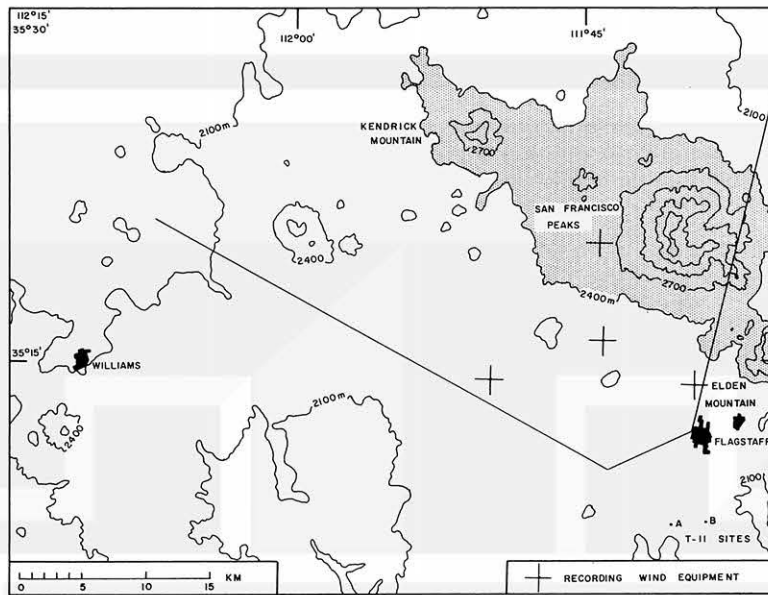 112°15'
35°30'
112°00'
111°45'
2100m
2100
KENDRICK
MOUNTAIN
2700
SAN FRANCISCO
PEAKS
2400
2700
2400m
35°15'
WILLIAMS
ELDEN
MOUNTAIN
2100m
2400
FLAGSTAFF
2100
A
B
T-11 SITES
KM
0 5 10 15
RECORDING WIND EQUIPMENT